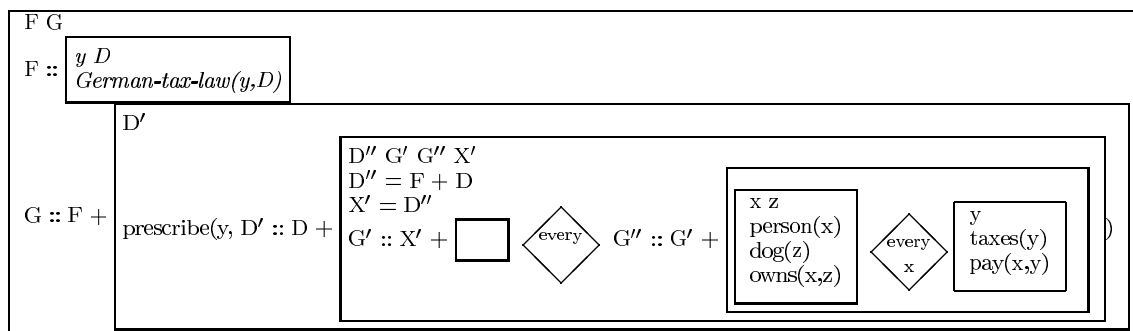 F G
F :: y D
German-tax-law(y,D)
D′
D″ G′ G″ X′
D″ = F + D
X′ = D″
G :: F + prescribe(y, D′ :: D + G′ :: X′ + every G″ :: G′ + )
x z
person(x)
dog(z)
owns(x,z)
every
x
y
taxes(y)
pay(x,y)